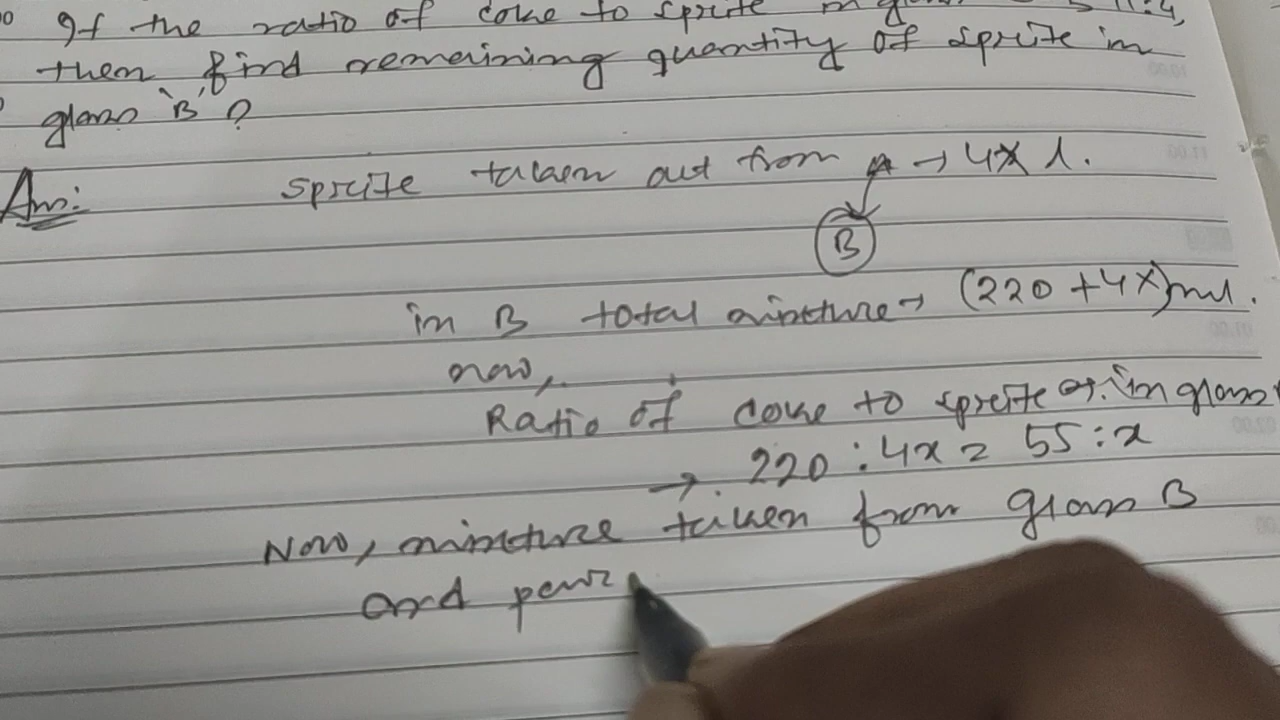 If the ratio of coke to sprite in :4,
then find remaining quantity of sprite in
glass 'B' ?
Ans: sprite taken out from A → 4x l.
B
in B total mixture → (220 + 4x) ml.
now,
Ratio of coke to sprite in glass
→ 220 : 4x = 55 : x
Now, mixture taken from glass B
and pour